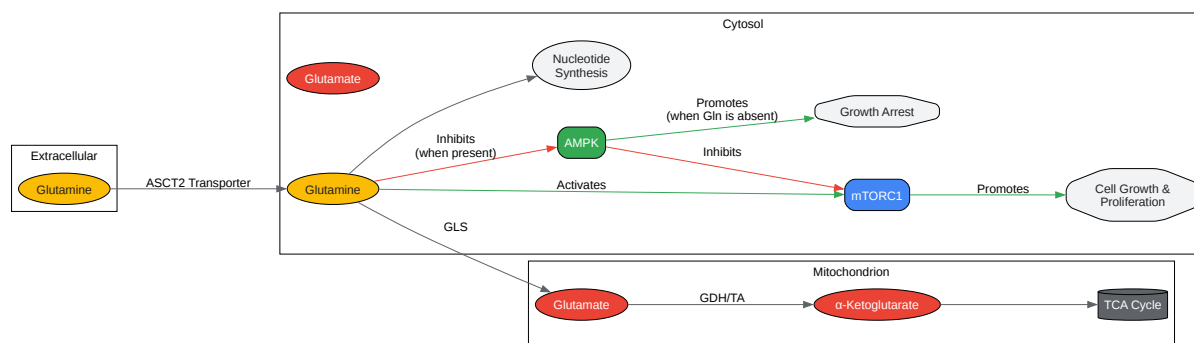 Cytosol
Nucleotide
Synthesis
Glutamate
Promotes
(when Gln is absent)
Growth Arrest
Inhibits
(when present)
AMPK
Inhibits
Extracellular
Glutamine
ASCT2 Transporter
Glutamine
Activates
mTORC1
Promotes
Cell Growth &
Proliferation
GLS
Mitochondrion
Glutamate
GDH/TA
α-Ketoglutarate
TCA Cycle